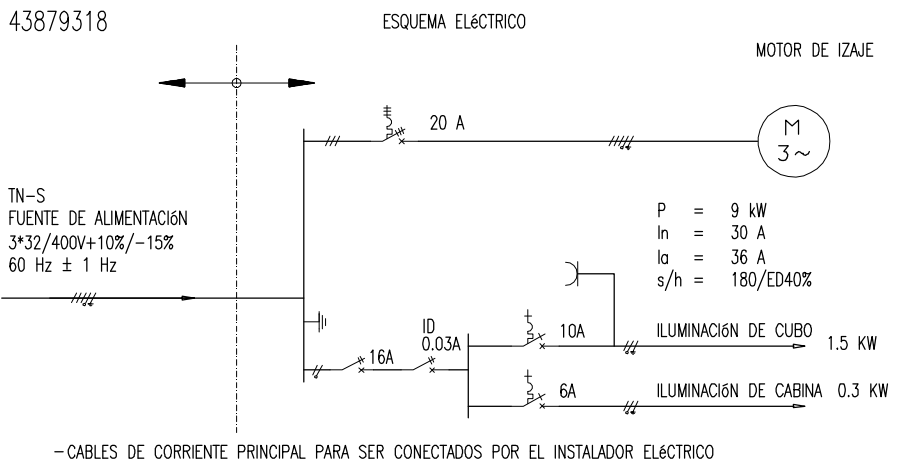 43879318
ESQUEMA ELéCTRICO
MOTOR DE IZAJE
20 A
M
3~
TN-S
FUENTE DE ALIMENTACIóN
3*32/400V+10%/-15%
60 Hz ± 1 Hz
P = 9 kW
In = 30 A
Ia = 36 A
s/h = 180/ED40%
ID
0.03A
16A
10A
ILUMINACIóN DE CUBO
1.5 KW
6A
ILUMINACIóN DE CABINA 0.3 KW
-CABLES DE CORRIENTE PRINCIPAL PARA SER CONECTADOS POR EL INSTALADOR ELéCTRICO